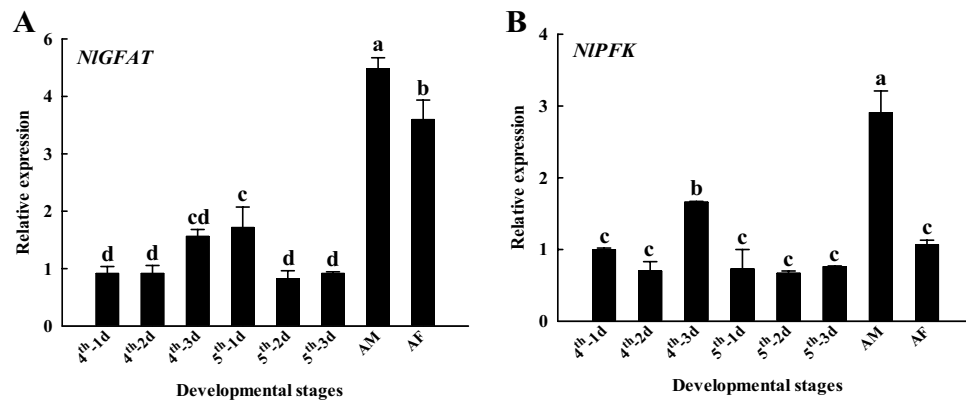 A
NlGFAT
6
4
3
2
1
0
Relative expression
d
d
cd
c
d
d
a
b
4th-1d
4th-2d
4th-3d
5th-1d
5th-2d
5th-3d
AM
AF
Developmental stages
B
NlPFK
4
3
2
1
0
Relative expression
c
c
b
c
c
c
a
c
4th-1d
4th-2d
4th-3d
5th-1d
5th-2d
5th-3d
AM
AF
Developmental stages